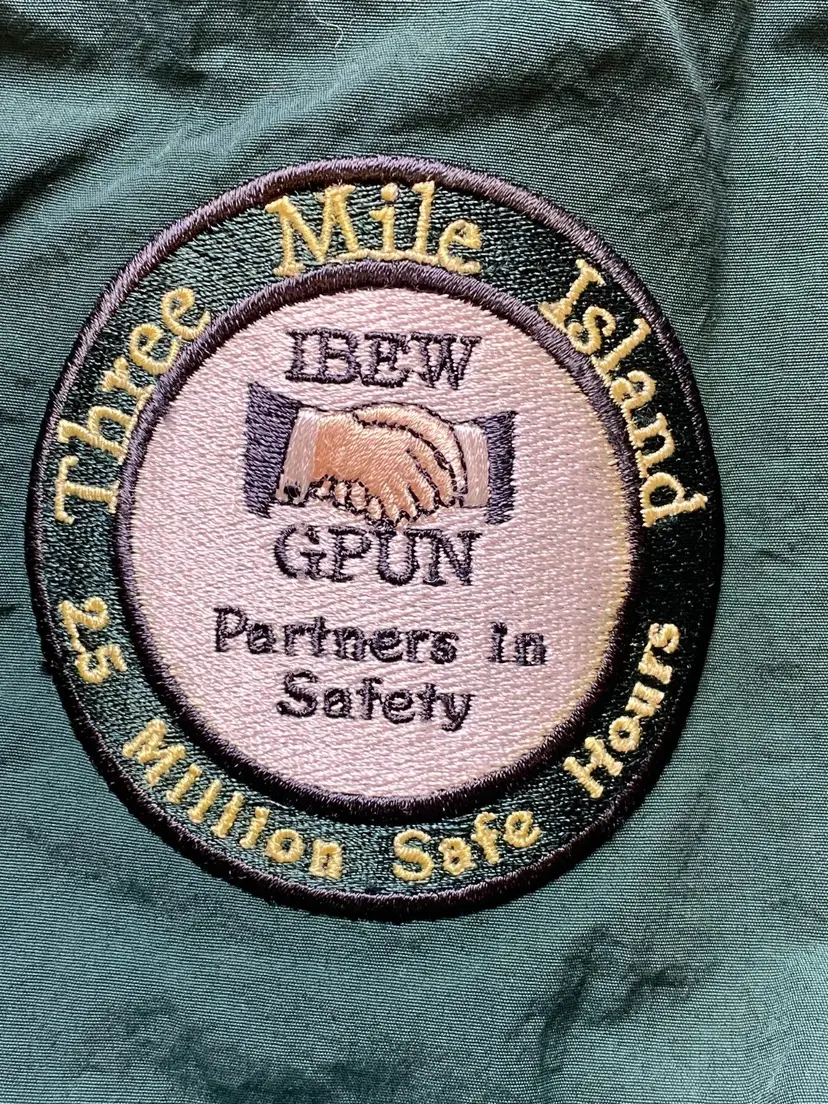 Three Mile Island
IBEW
GPUN
Partners in
Safety
25 Million Safe Hours